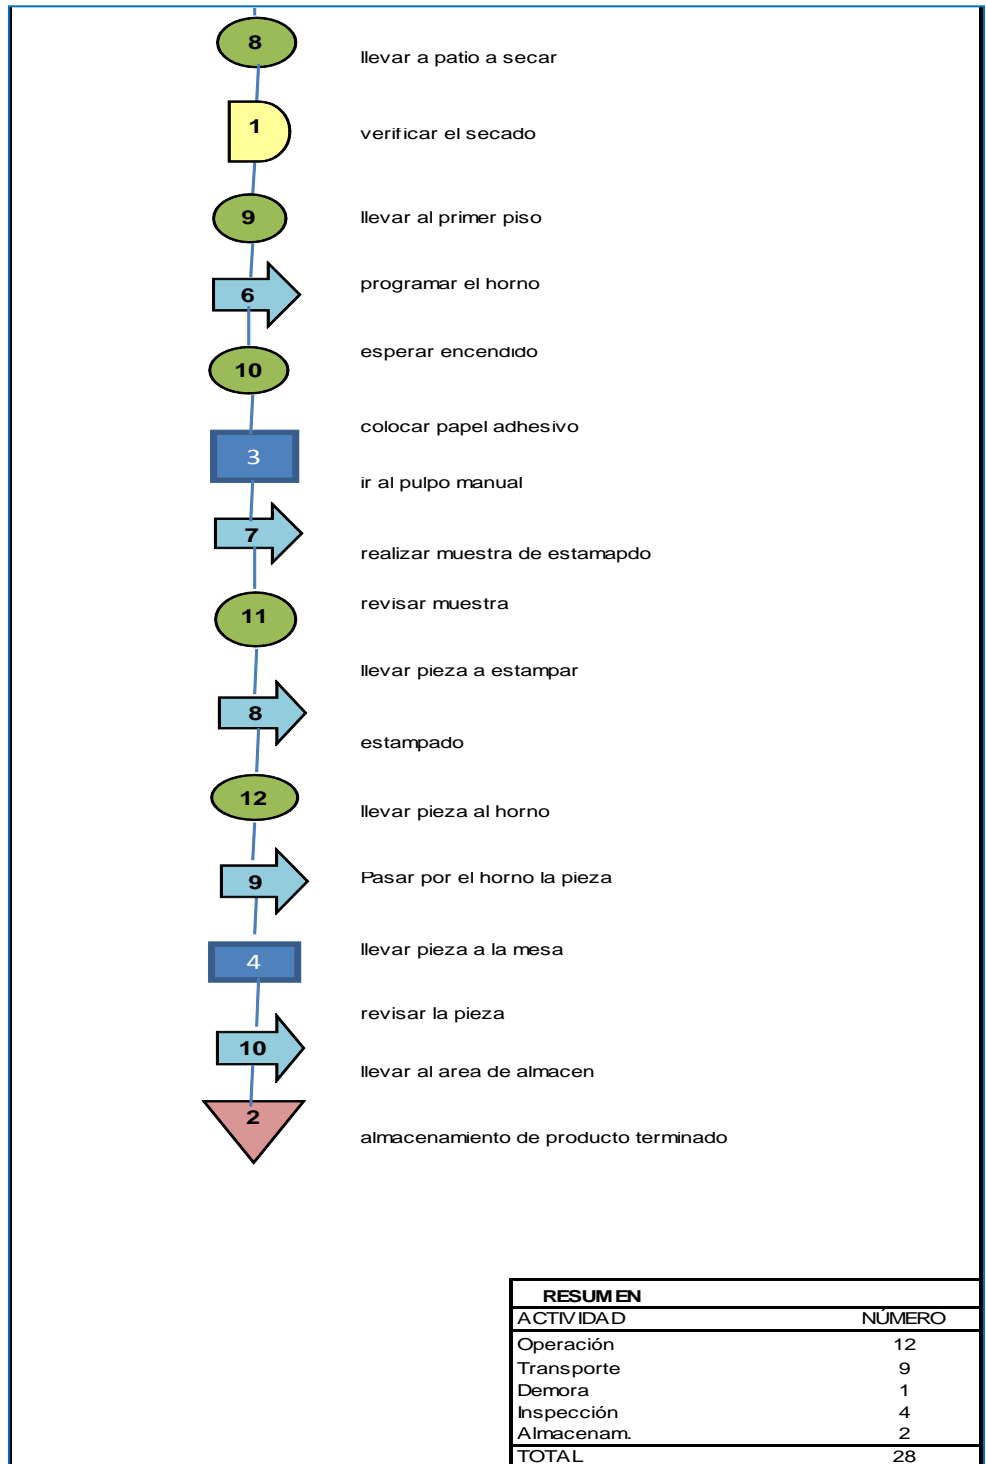 8
llevar a patio a secar
1
verificar el secado
9
llevar al primer piso
6
programar el horno
esperar encendido
10
colocar papel adhesivo
3
ir al pulpo manual
7
realizar muestra de estamapdo
revisar muestra
11
llevar pieza a estampar
8
estampado
12
llevar pieza al horno
9
Pasar por el horno la pieza
4
llevar pieza a la mesa
revisar la pieza
10
llevar al area de almacen
2
almacenamiento de producto terminado
RESUMEN
ACTIVIDAD NÚMERO
Operación 12
Transporte 9
Demora 1
Inspección 4
Almacenam. 2
TOTAL 28